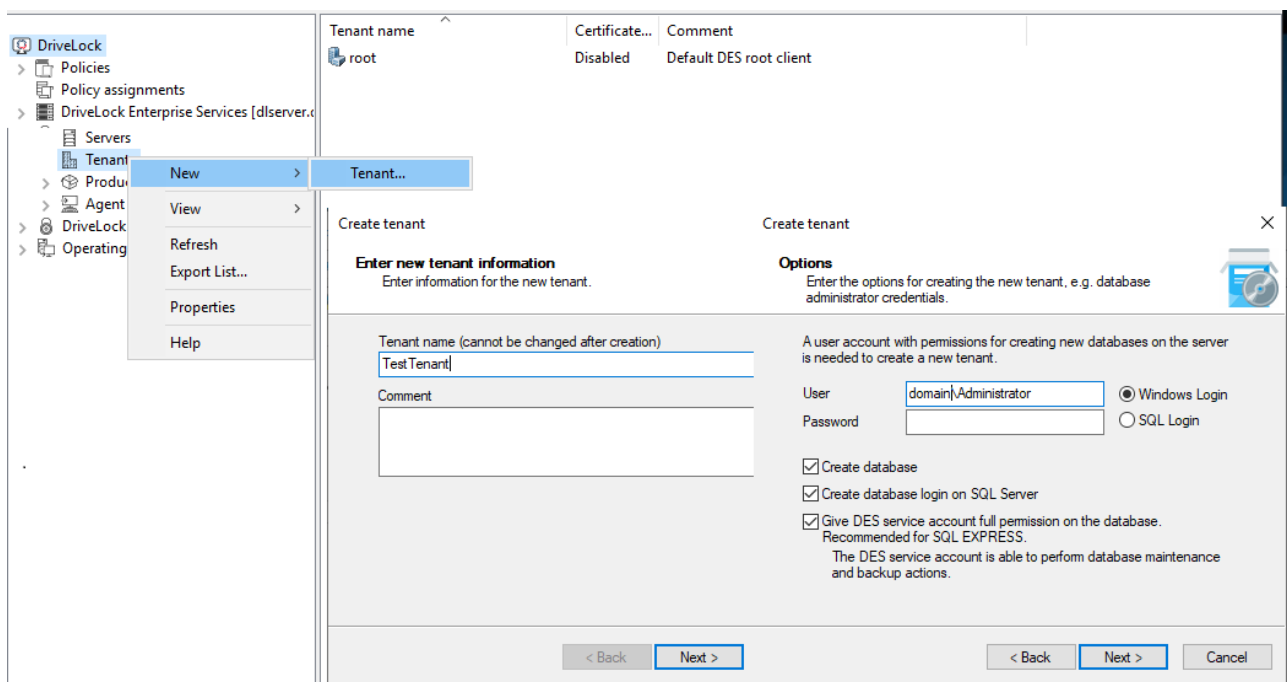 DriveLock
Policies
Policy assignments
DriveLock Enterprise Services [dlserver.
Servers
Tenant
Produ
Agent
DriveLock
Operating
New
View
Refresh
Export List...
Properties
Help
Tenant...
Tenant name Certificate... Comment
root Disabled Default DES root client
Create tenant
Enter new tenant information
Enter information for the new tenant.
Tenant name (cannot be changed after creation)
TestTenant
Comment
< Back Next >
Create tenant
Options
Enter the options for creating the new tenant, e.g. database
administrator credentials.
A user account with permissions for creating new databases on the server
is needed to create a new tenant.
User domain\Administrator Windows Login
Password SQL Login
Create database
Create database login on SQL Server
Give DES service account full permission on the database.
Recommended for SQL EXPRESS.
The DES service account is able to perform database maintenance
and backup actions.
< Back Next > Cancel